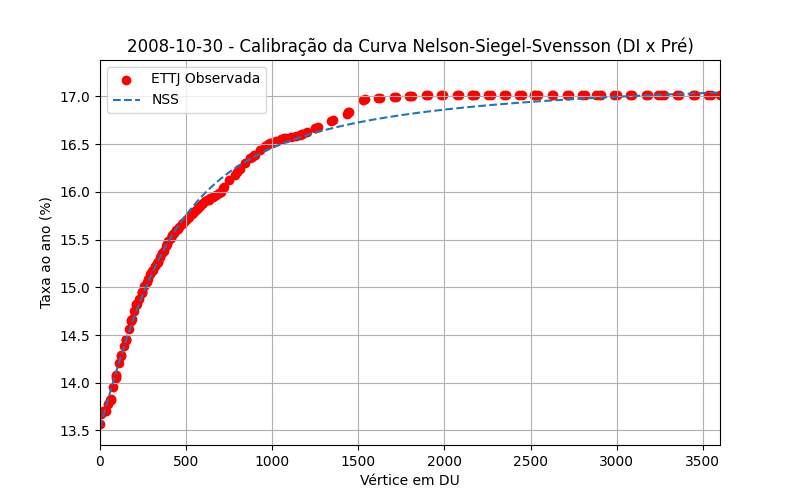 2008-10-30 - Calibração da Curva Nelson-Siegel-Svensson (DI x Pré)
ETTJ Observada
NSS
Taxa ao ano (%)
17.0
16.5
16.0
15.5
15.0
14.5
14.0
13.5
0 500 1000 1500 2000 2500 3000 3500
Vértice em DU